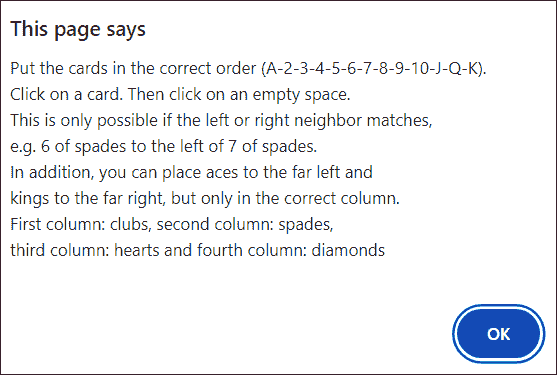 This page says
Put the cards in the correct order (A-2-3-4-5-6-7-8-9-10-J-Q-K).
Click on a card. Then click on an empty space.
This is only possible if the left or right neighbor matches,
e.g. 6 of spades to the left of 7 of spades.
In addition, you can place aces to the far left and
kings to the far right, but only in the correct column.
First column: clubs, second column: spades,
third column: hearts and fourth column: diamonds
OK